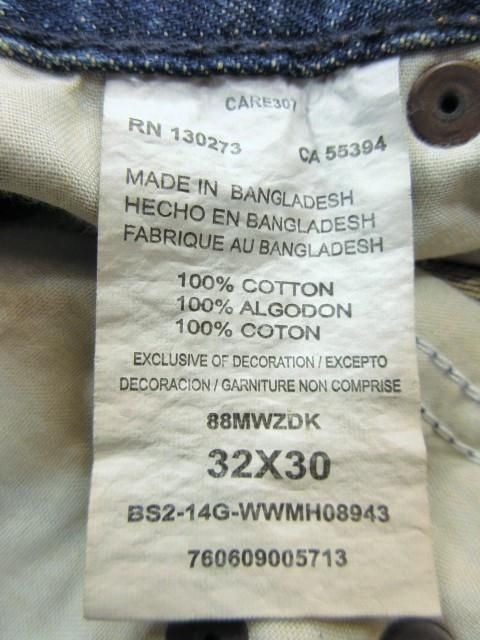 CARE307
RN 130273 CA 55394
MADE IN BANGLADESH
HECHO EN BANGLADESH
FABRIQUE AU BANGLADESH
100% COTTON
100% ALGODON
100% COTON
EXCLUSIVE OF DECORATION / EXCEPTO
DECORACION / GARNITURE NON COMPRISE
88MWZDK
32X30
BS2-14G-WWMH08943
760609005713